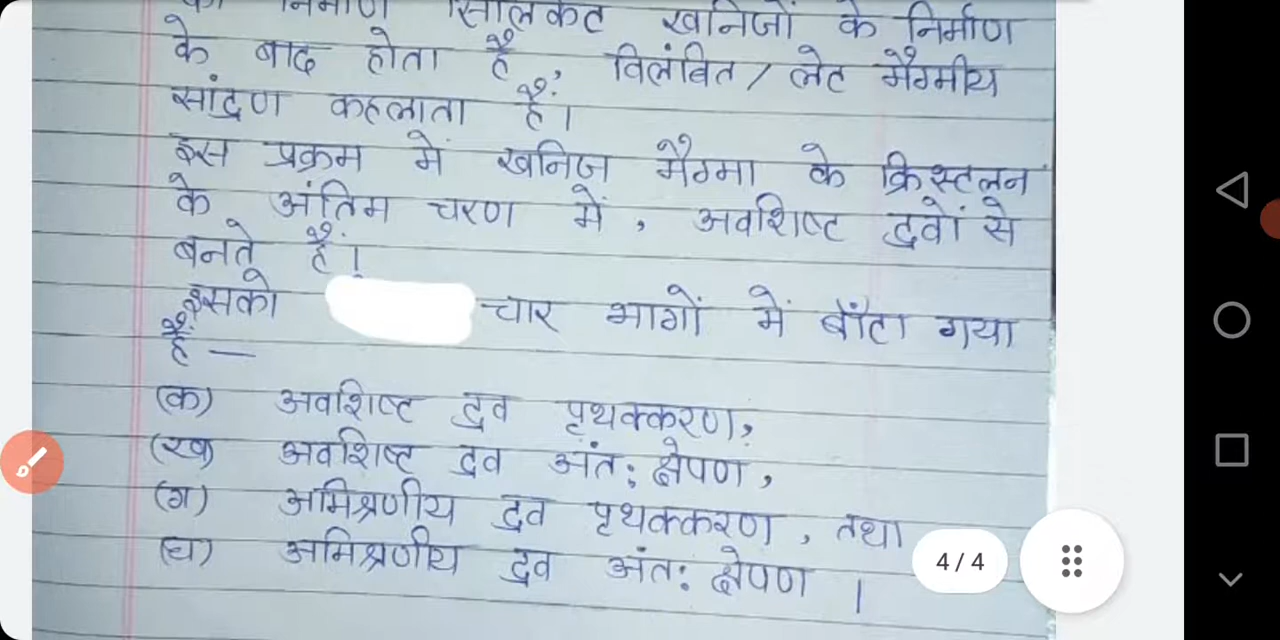 का निर्माण सिलिकेट खनिजों के निर्माण
के बाद होता है, विलंबित / लेट मैग्मीय
सांद्रण कहलाता है।
इस प्रक्रम में खनिज मैग्मा के क्रिस्टलन
के अंतिम चरण में, अवशिष्ट द्रवों से
बनते हैं।
इसको चार भागों में बाँटा गया
है —
(क) अवशिष्ट द्रव पृथक्करण,
(ख) अवशिष्ट द्रव अंत: क्षेपण,
(ग) अमिश्रणीय द्रव पृथक्करण, तथा
(घ) अमिश्रणीय द्रव अंत: क्षेपण ।
4 / 4